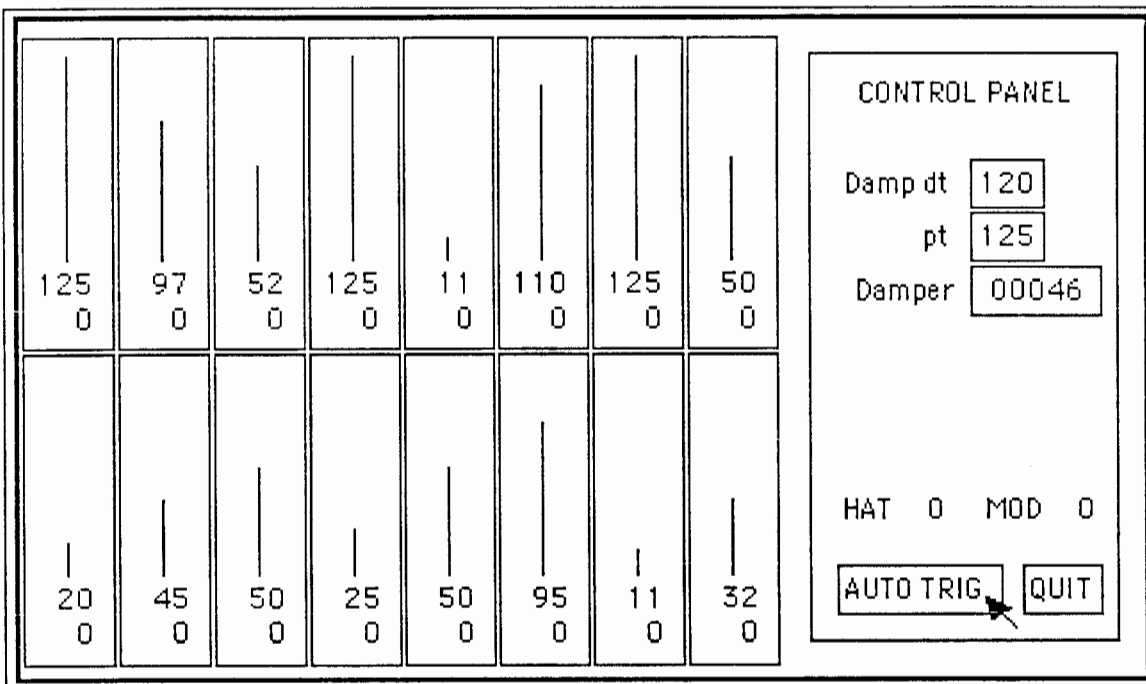 125 97 52 125 11 110 125 50
0 0 0 0 0 0 0 0
20 45 50 25 50 95 11 32
0 0 0 0 0 0 0 0
CONTROL PANEL
Damp dt 120
pt 125
Damper 00046
HAT 0 MOD 0
AUTO TRIG QUIT